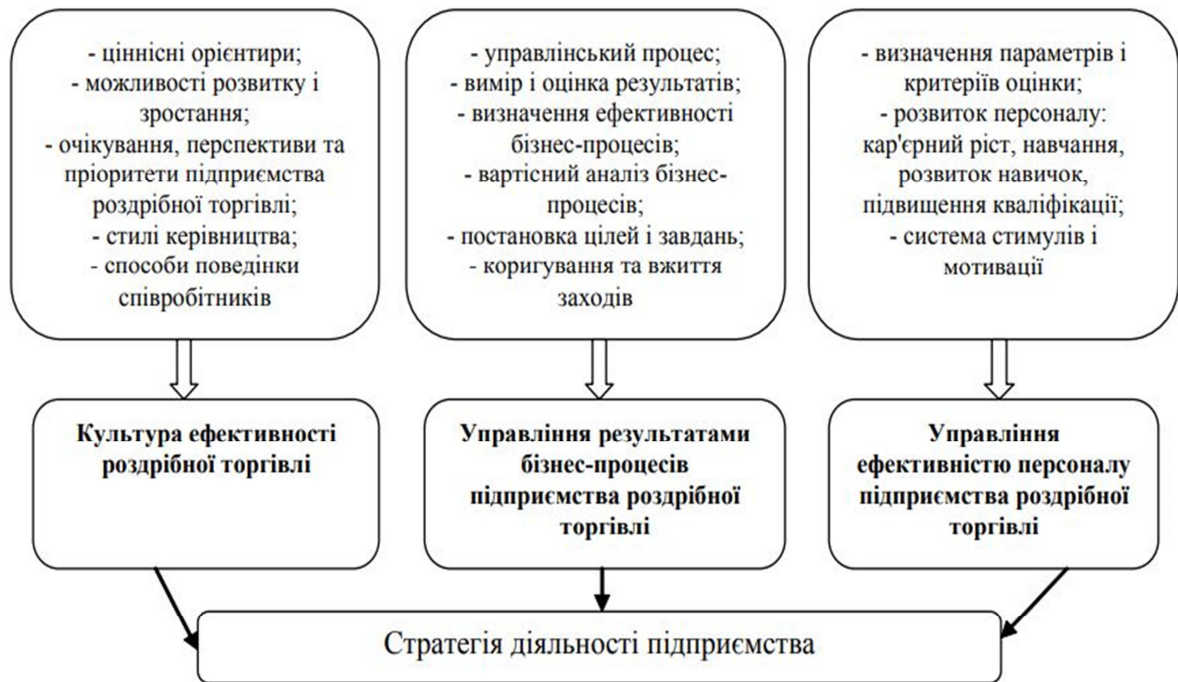 - ціннісні орієнтири;
- можливості розвитку і
зростання;
- очікування, перспективи та
пріоритети підприємства
роздрібної торгівлі;
- стилі керівництва;
- способи поведінки
співробітників
- управлінський процес;
- вимір і оцінка результатів;
- визначення ефективності
бізнес-процесів;
- вартісний аналіз бізнес-
процесів;
- постановка цілей і завдань;
- коригування та вжиття
заходів
- визначення параметрів і
критеріїв оцінки;
- розвиток персоналу:
кар'єрний ріст, навчання,
розвиток навичок,
підвищення кваліфікації;
- система стимулів і
мотивації
Культура ефективності
роздрібної торгівлі
Управління результатами
бізнес-процесів
підприємства роздрібної
торгівлі
Управління
ефективністю персоналу
підприємства роздрібної
торгівлі
Стратегія діяльності підприємства